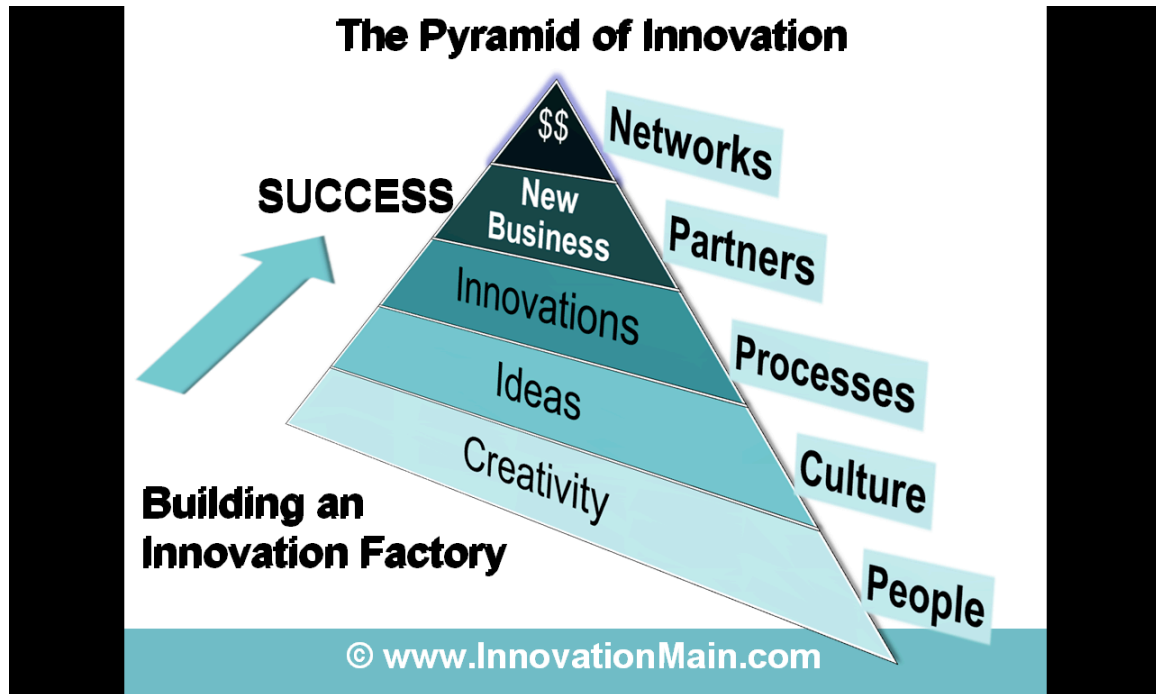 The Pyramid of Innovation
$$
Networks
SUCCESS
New
Business
Partners
Innovations
Processes
Ideas
Culture
Creativity
People
Building an
Innovation Factory
© www.InnovationMain.com